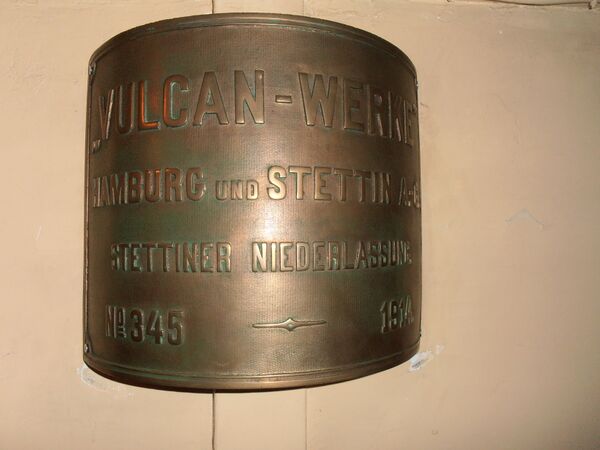 „VULCAN-WERKE"
HAMBURG UND STETTIN A.-G.
STETTINER NIEDERLASSUNG
No 345 1914